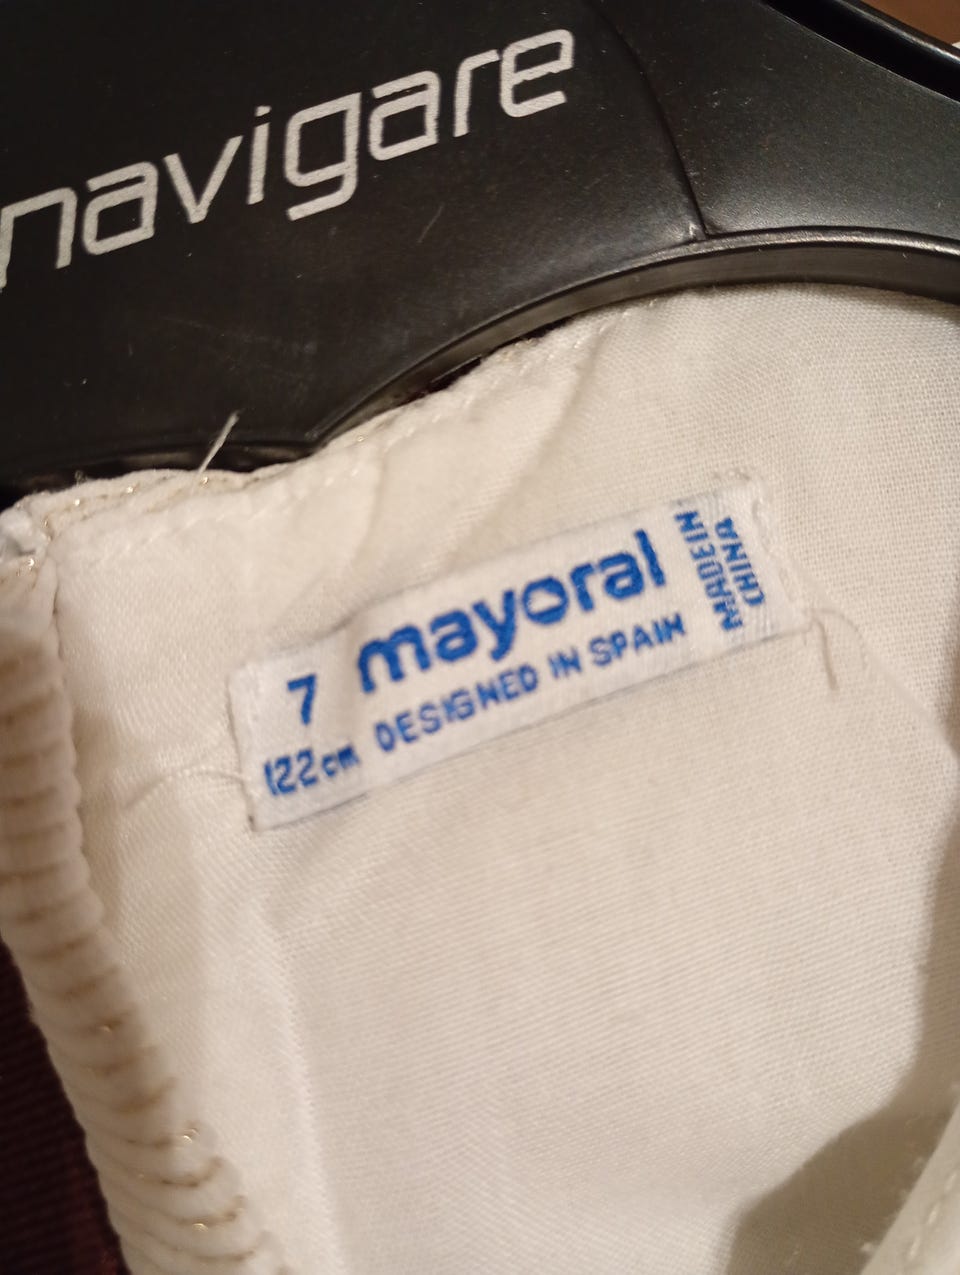 navigare
7 mayoral
122cm DESIGNED IN SPAIN
MADE IN
CHINA